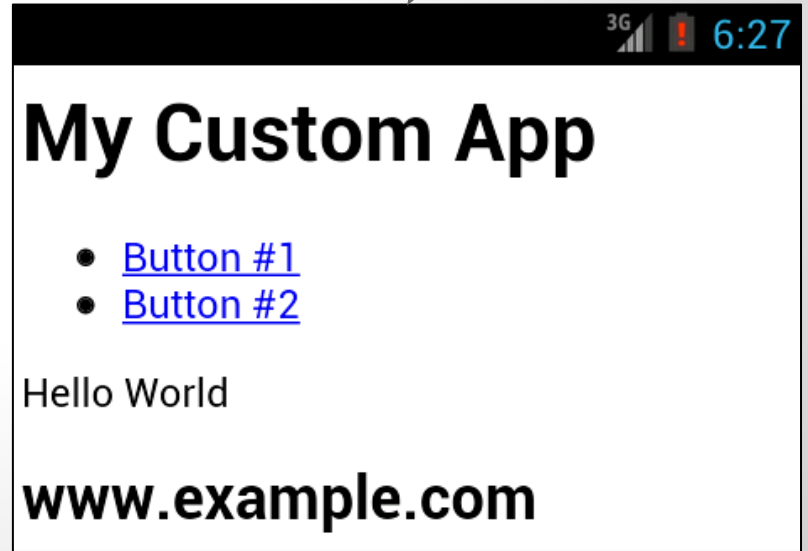 3G 6:27
My Custom App
Button #1
Button #2
Hello World
www.example.com